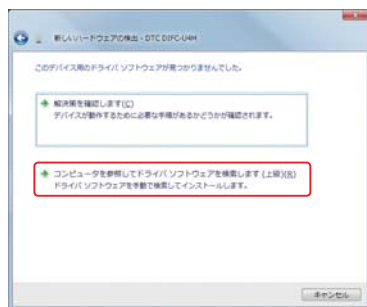 新しいハードウェアの検出 - DTC DIFC-U4M
このデバイス用のドライバ ソフトウェアが見つかりませんでした。
解決策を確認します(C)
デバイスが動作するために必要な手順があるかどうかが確認されます。
コンピュータを参照してドライバ ソフトウェアを検索します (上級)(R)
ドライバ ソフトウェアを手動で検索してインストールします。
キャンセル